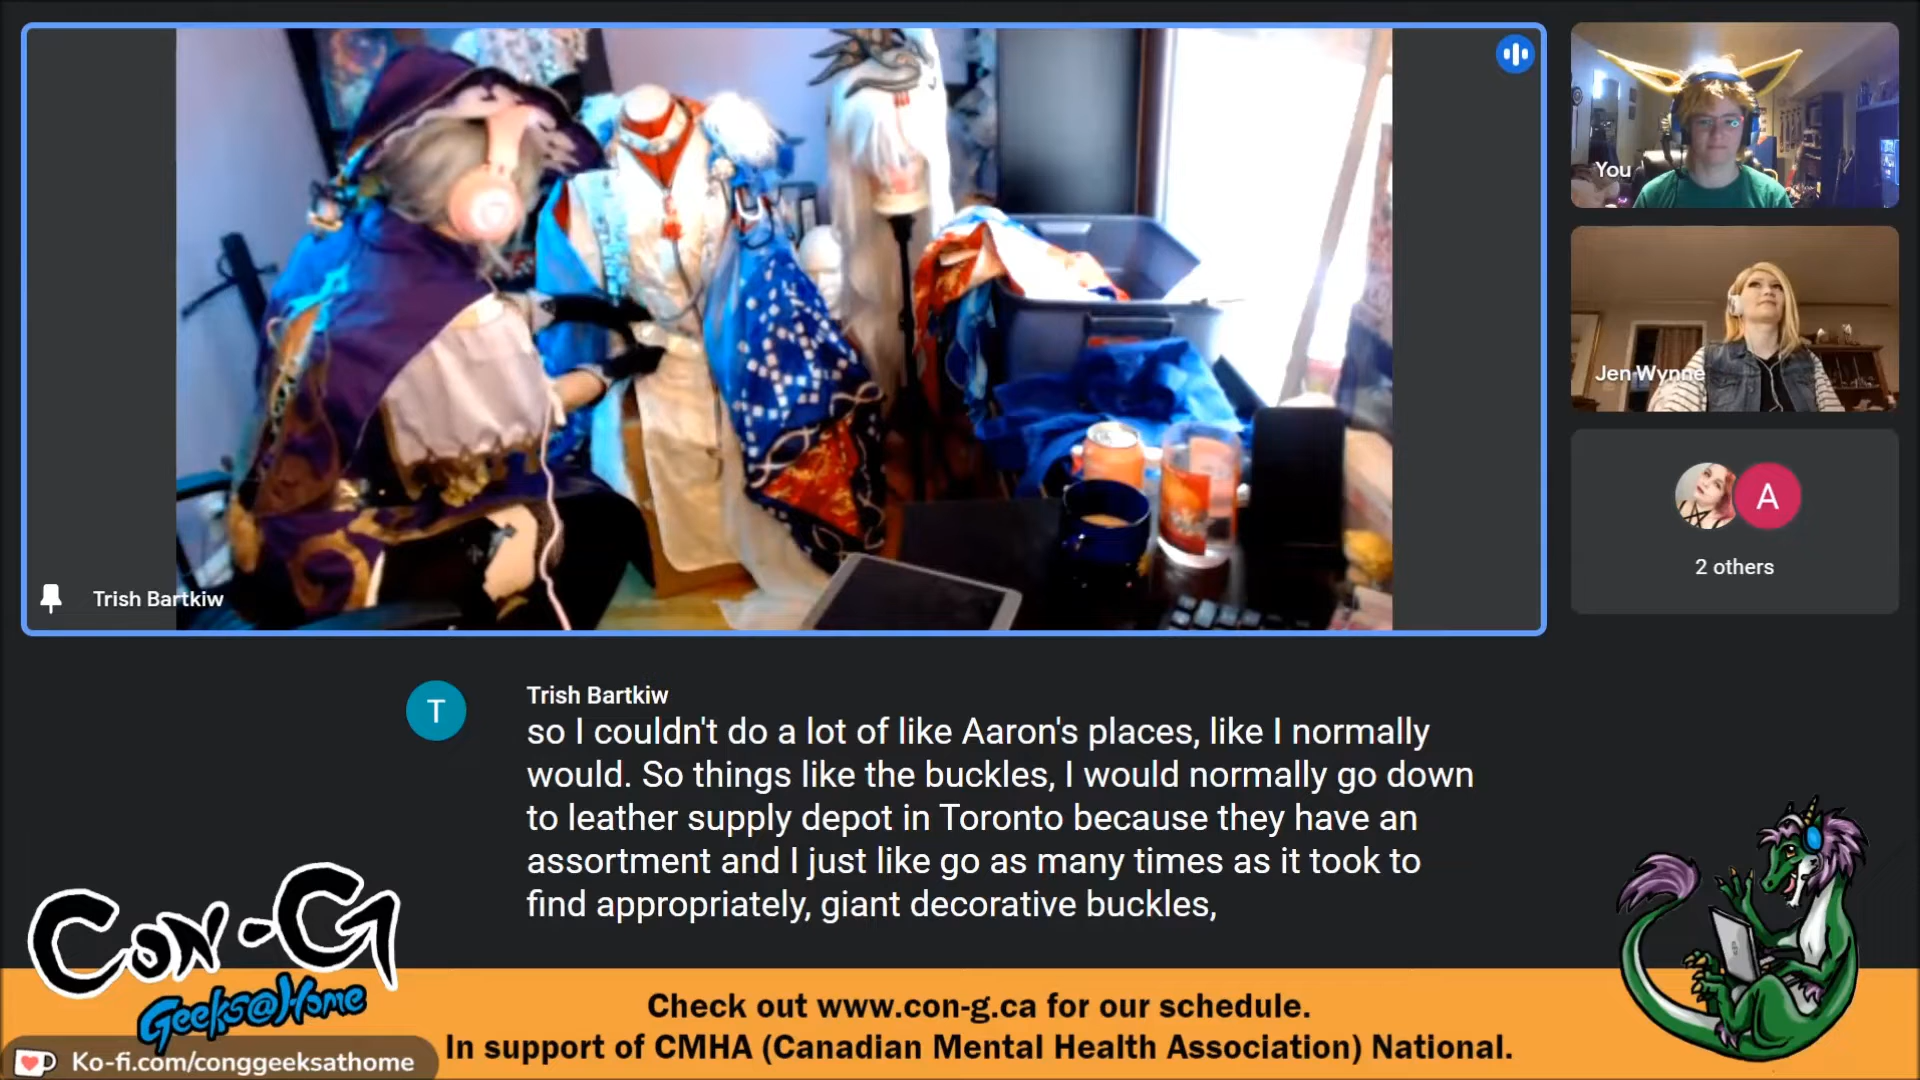 You
Jen Wynne
A
2 others
Trish Bartkiw
T
Trish Bartkiw
so I couldn't do a lot of like Aaron's places, like I normally
would. So things like the buckles, I would normally go down
to leather supply depot in Toronto because they have an
assortment and I just like go as many times as it took to
find appropriately, giant decorative buckles,
Con-G
Geeks@Home
Check out www.con-g.ca for our schedule.
In support of CMHA (Canadian Mental Health Association) National.
Ko-fi.com/conggeeksathome